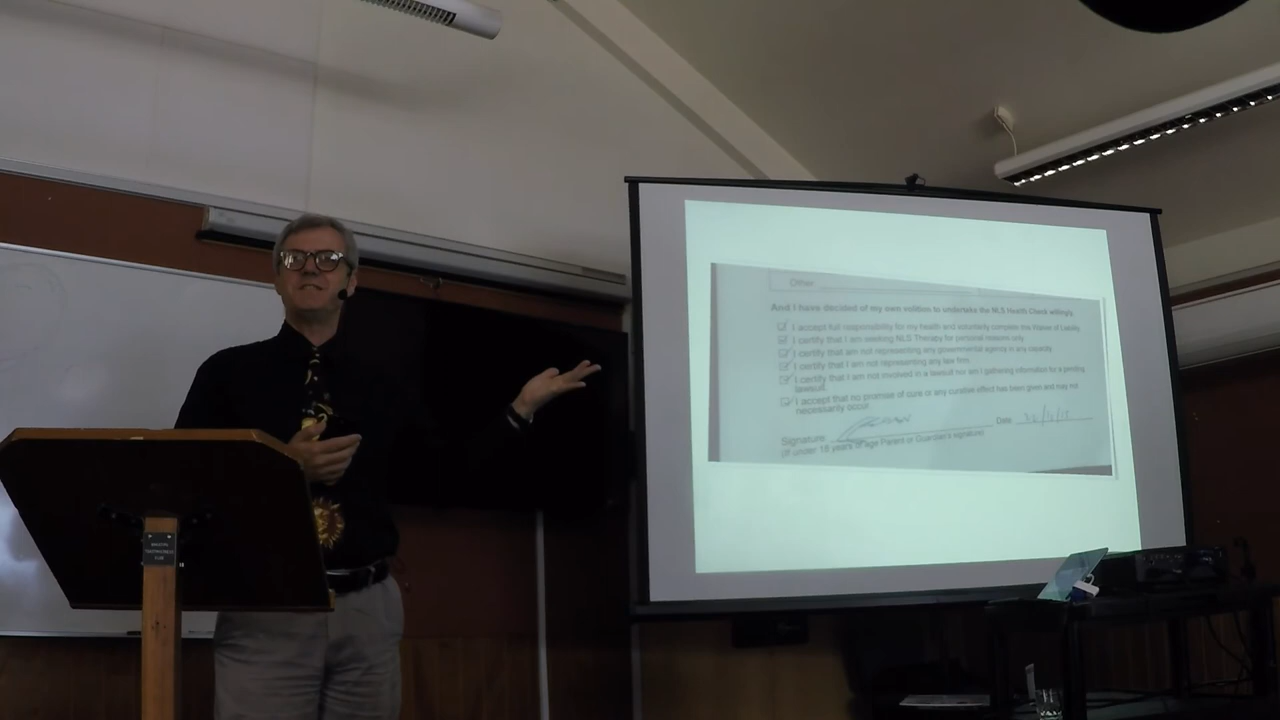 Other
And I have decided of my own volition to undertake the NLS Health Check willingly.
I accept full responsibility for my health and voluntarily complete this Waiver of Liability.
I certify that I am seeking NLS Therapy for personal reasons only.
I certify that am not representing any governmental agency in any capacity.
I certify that I am not representing any law firm.
I certify that I am not involved in a lawsuit nor am I gathering information for a pending
lawsuit.
I accept that no promise of cure or any curative effect has been given and may not
necessarily occur.
Signature
Date
(If under 18 years of age Parent or Guardian's signature)
TOASTMASTERS
CLUB